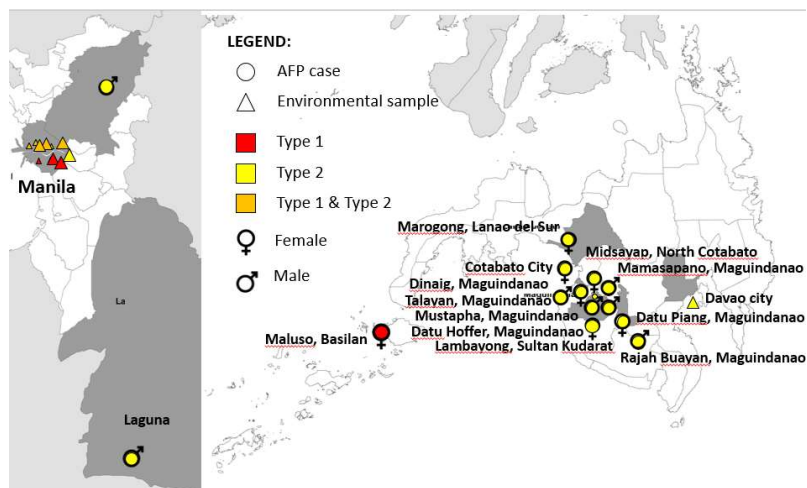 LEGEND:
AFP case
Environmental sample
Type 1
Type 2
Type 1 & Type 2
Female
Male
Manila
La
Laguna
Marogong, Lanao del Sur
Midsayap, North Cotabato
Cotabato City
Mamasapano, Maguindanao
Dinaig, Maguindanao
Talayan, Maguindanao
Davao city
Mustapha, Maguindanao
Datu Piang, Maguindanao
Datu Hoffer, Maguindanao
Maluso, Basilan
Lambayong, Sultan Kudarat
Rajah Buayan, Maguindanao